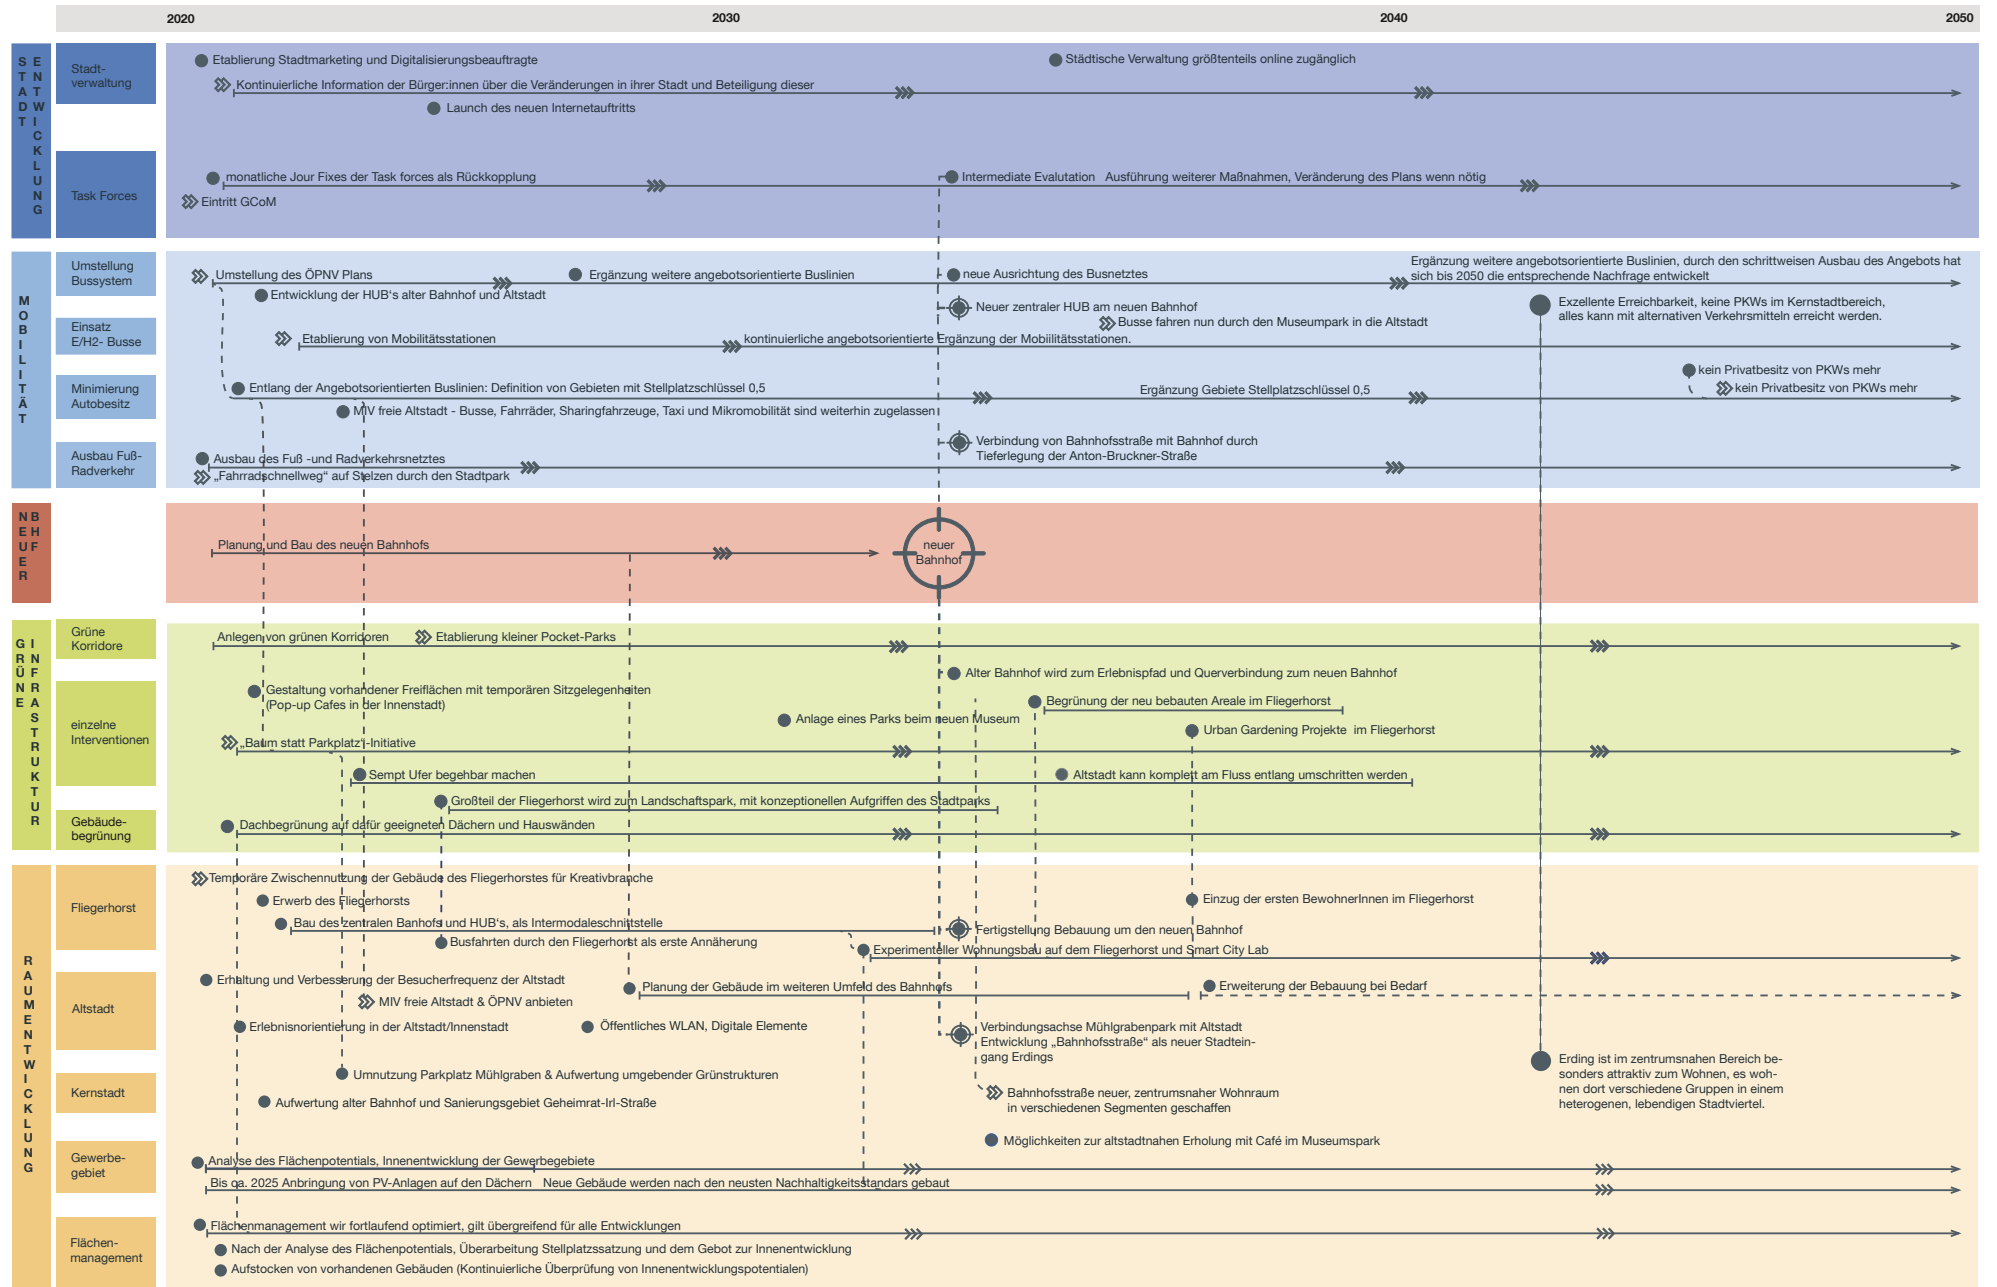 2020
2030
2040
2050
STADT
ENTWICKLUNG
Stadt-
verwaltung
Etablierung Stadtmarketing und Digitalisierungsbeauftragte
Städtische Verwaltung größtenteils online zugänglich
Kontinuierliche Information der Bürger:innen über die Veränderungen in ihrer Stadt und Beteiligung dieser
Launch des neuen Internetauftritts
Task Forces
monatliche Jour Fixes der Task forces als Rückkopplung
Intermediate Evalutation   Ausführung weiterer Maßnahmen, Veränderung des Plans wenn nötig
Eintritt GCoM
MOBILITÄT
Umstellung
Bussystem
Umstellung des ÖPNV Plans
Ergänzung weitere angebotsorientierte Buslinien
neue Ausrichtung des Busnetztes
Ergänzung weitere angebotsorientierte Buslinien, durch den schrittweisen Ausbau des Angebots hat
sich bis 2050 die entsprechende Nachfrage entwickelt
Entwicklung der HUB's alter Bahnhof und Altstadt
Neuer zentraler HUB am neuen Bahnhof
Exzellente Erreichbarkeit, keine PKWs im Kernstadtbereich,
alles kann mit alternativen Verkehrsmitteln erreicht werden.
Einsatz
E/H2- Busse
Busse fahren nun durch den Museumpark in die Altstadt
Etablierung von Mobilitätsstationen
kontinuierliche angebotsorientierte Ergänzung der Mobiilitätsstationen.
Minimierung
Autobesitz
kein Privatbesitz von PKWs mehr
kein Privatbesitz von PKWs mehr
Entlang der Angebotsorientierten Buslinien: Definition von Gebieten mit Stellplatzschlüssel 0,5
Ergänzung Gebiete Stellplatzschlüssel 0,5
MIV freie Altstadt - Busse, Fahrräder, Sharingfahrzeuge, Taxi und Mikromobilität sind weiterhin zugelassen
Ausbau Fuß-
Radverkehr
Verbindung von Bahnhofsstraße mit Bahnhof durch
Tieferlegung der Anton-Bruckner-Straße
Ausbau des Fuß -und Radverkehrsnetztes
„Fahrradschnellweg“ auf Stelzen durch den Stadtpark
NEUER
BHF
Planung und Bau des neuen Bahnhofs
neuer
Bahnhof
GRÜNE
INFRASTRUKTUR
Grüne
Korridore
Anlegen von grünen Korridoren
Etablierung kleiner Pocket-Parks
einzelne
Interventionen
Alter Bahnhof wird zum Erlebnispfad und Querverbindung zum neuen Bahnhof
Gestaltung vorhandener Freiflächen mit temporären Sitzgelegenheiten
(Pop-up Cafes in der Innenstadt)
Begrünung der neu bebauten Areale im Fliegerhorst
Anlage eines Parks beim neuen Museum
Urban Gardening Projekte  im Fliegerhorst
„Baum statt Parkplatz“-Initiative
Sempt Ufer begehbar machen
Altstadt kann komplett am Fluss entlang umschritten werden
Großteil der Fliegerhorst wird zum Landschaftspark, mit konzeptionellen Aufgriffen des Stadtparks
Gebäude-
begrünung
Dachbegrünung auf dafür geeigneten Dächern und Hauswänden
RAUMENTWICKLUNG
Fliegerhorst
Temporäre Zwischennutzung der Gebäude des Fliegerhorstes für Kreativbranche
Erwerb des Fliegerhorsts
Einzug der ersten BewohnerInnen im Fliegerhorst
Bau des zentralen Banhofs und HUB's, als Intermodaleschnittstelle
Fertigstellung Bebauung um den neuen Bahnhof
Busfahrten durch den Fliegerhorst als erste Annäherung
Experimenteller Wohnungsbau auf dem Fliegerhorst und Smart City Lab
Altstadt
Erhaltung und Verbesserung der Besucherfrequenz der Altstadt
Planung der Gebäude im weiteren Umfeld des Bahnhofs
Erweiterung der Bebauung bei Bedarf
MIV freie Altstadt & ÖPNV anbieten
Erlebnisorientierung in der Altstadt/Innenstadt
Öffentliches WLAN, Digitale Elemente
Verbindungsachse Mühlgrabenpark mit Altstadt
Entwicklung „Bahnhofsstraße“ als neuer Stadtein-
gang Erdings
Kernstadt
Umnutzung Parkplatz Mühlgraben & Aufwertung umgebender Grünstrukturen
Erding ist im zentrumsnahen Bereich be-
sonders attraktiv zum Wohnen, es woh-
nen dort verschiedene Gruppen in einem
heterogenen, lebendigen Stadtviertel.
Aufwertung alter Bahnhof und Sanierungsgebiet Geheimrat-Irl-Straße
Bahnhofsstraße neuer, zentrumsnaher Wohnraum
in verschiedenen Segmenten geschaffen
Möglichkeiten zur altstadtnahen Erholung mit Café im Museumspark
Gewerbe-
gebiet
Analyse des Flächenpotentials, Innenentwicklung der Gewerbegebiete
Bis ca. 2025 Anbringung von PV-Anlagen auf den Dächern   Neue Gebäude werden nach den neusten Nachhaltigkeitsstandars gebaut
Flächen-
management
Flächenmanagement wir fortlaufend optimiert, gilt übergreifend für alle Entwicklungen
Nach der Analyse des Flächenpotentials, Überarbeitung Stellplatzssatzung und dem Gebot zur Innenentwicklung
Aufstocken von vorhandenen Gebäuden (Kontinuierliche Überprüfung von Innenentwicklungspotentialen)